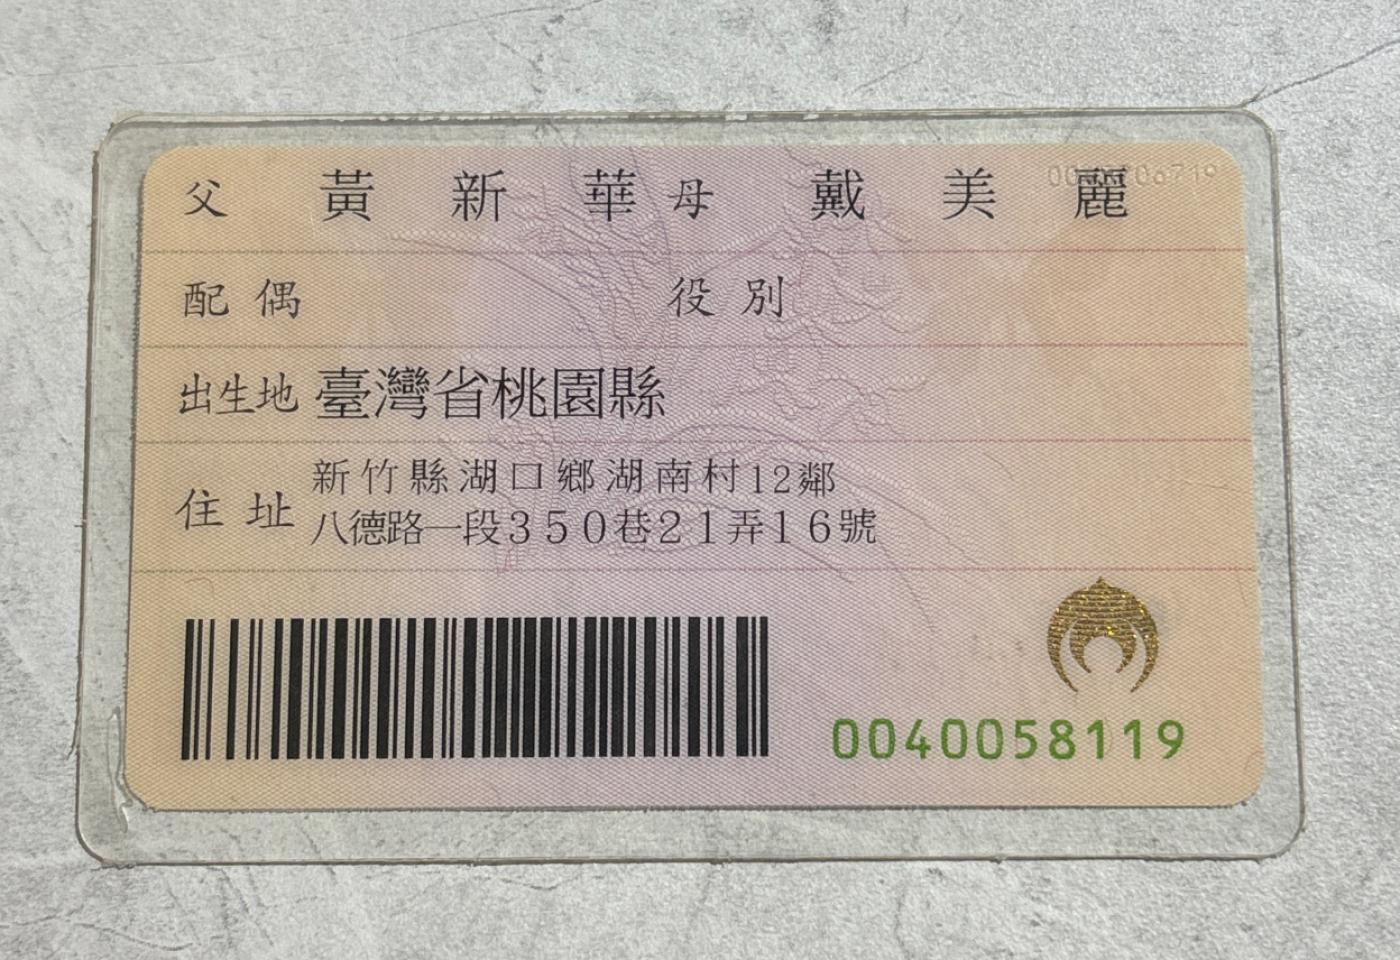 父 黃新華 母 戴美麗
配偶 役別
出生地 臺灣省桃園縣
住址 新竹縣湖口鄉湖南村12鄰
八德路一段350巷21弄16號
0040058119